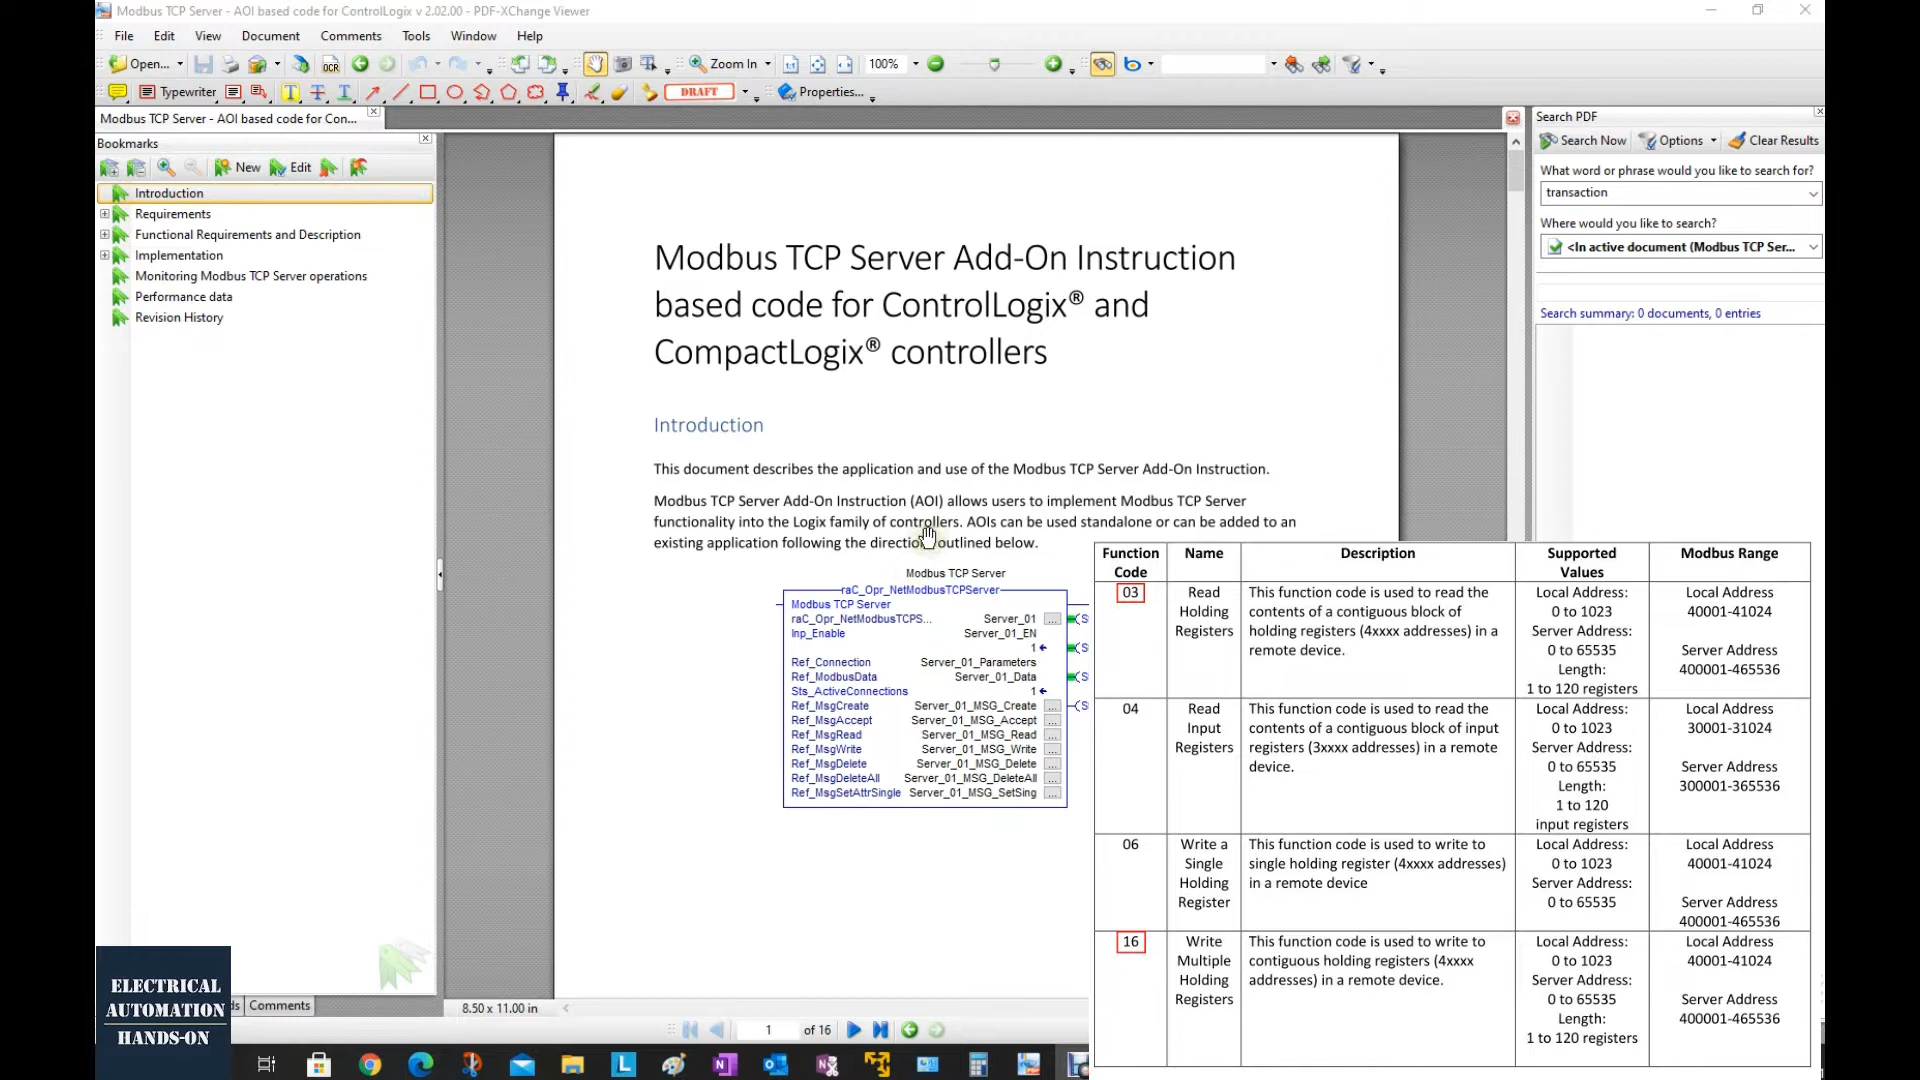 Modbus TCP Server - AOI based code for ControlLogix v 2.02.00 - PDF-XChange Viewer
File Edit View Document Comments Tools Window Help
Open... OCR Zoom In 100%
Typewriter DRAFT Properties...
Modbus TCP Server - AOI based code for Con...
Bookmarks
New Edit
Introduction
Requirements
Functional Requirements and Description
Implementation
Monitoring Modbus TCP Server operations
Performance data
Revision History
Modbus TCP Server Add-On Instruction
based code for ControlLogix® and
CompactLogix® controllers
Introduction
This document describes the application and use of the Modbus TCP Server Add-On Instruction.
Modbus TCP Server Add-On Instruction (AOI) allows users to implement Modbus TCP Server
functionality into the Logix family of controllers. AOIs can be used standalone or can be added to an
existing application following the direction outlined below.
Modbus TCP Server
raC_Opr_NetModbusTCPServer
Modbus TCP Server
raC_Opr_NetModbusTCPS... Server_01 ...
Inp_Enable Server_01_EN
1
Ref_Connection Server_01_Parameters
Ref_ModbusData Server_01_Data
Sts_ActiveConnections 1
Ref_MsgCreate Server_01_MSG_Create ...
Ref_MsgAccept Server_01_MSG_Accept ...
Ref_MsgRead Server_01_MSG_Read ...
Ref_MsgWrite Server_01_MSG_Write ...
Ref_MsgDelete Server_01_MSG_Delete ...
Ref_MsgDeleteAll Server_01_MSG_DeleteAll ...
Ref_MsgSetAttrSingle Server_01_MSG_SetSing ...
Search PDF
Search Now Options Clear Results
What word or phrase would you like to search for?
transaction
Where would you like to search?
<In active document (Modbus TCP Ser...
Search summary: 0 documents, 0 entries
Function Name Description Supported Modbus Range
Code Values
03 Read This function code is used to read the Local Address: Local Address
Holding contents of a contiguous block of 0 to 1023 40001-41024
Registers holding registers (4xxxx addresses) in a Server Address:
remote device. 0 to 65535 Server Address
Length: 400001-465536
1 to 120 registers
04 Read This function code is used to read the Local Address: Local Address
Input contents of a contiguous block of input 0 to 1023 30001-31024
Registers registers (3xxxx addresses) in a remote Server Address:
device. 0 to 65535 Server Address
Length: 300001-365536
1 to 120
input registers
06 Write a This function code is used to write to Local Address: Local Address
Single single holding register (4xxxx addresses) 0 to 1023 40001-41024
Holding in a remote device Server Address:
Register 0 to 65535 Server Address
400001-465536
16 Write This function code is used to write to Local Address: Local Address
Multiple contiguous holding registers (4xxxx 0 to 1023 40001-41024
Holding addresses) in a remote device. Server Address:
Registers 0 to 65535 Server Address
Length: 400001-465536
1 to 120 registers
ELECTRICAL
AUTOMATION
HANDS-ON
Comments
8.50 x 11.00 in
1 of 16